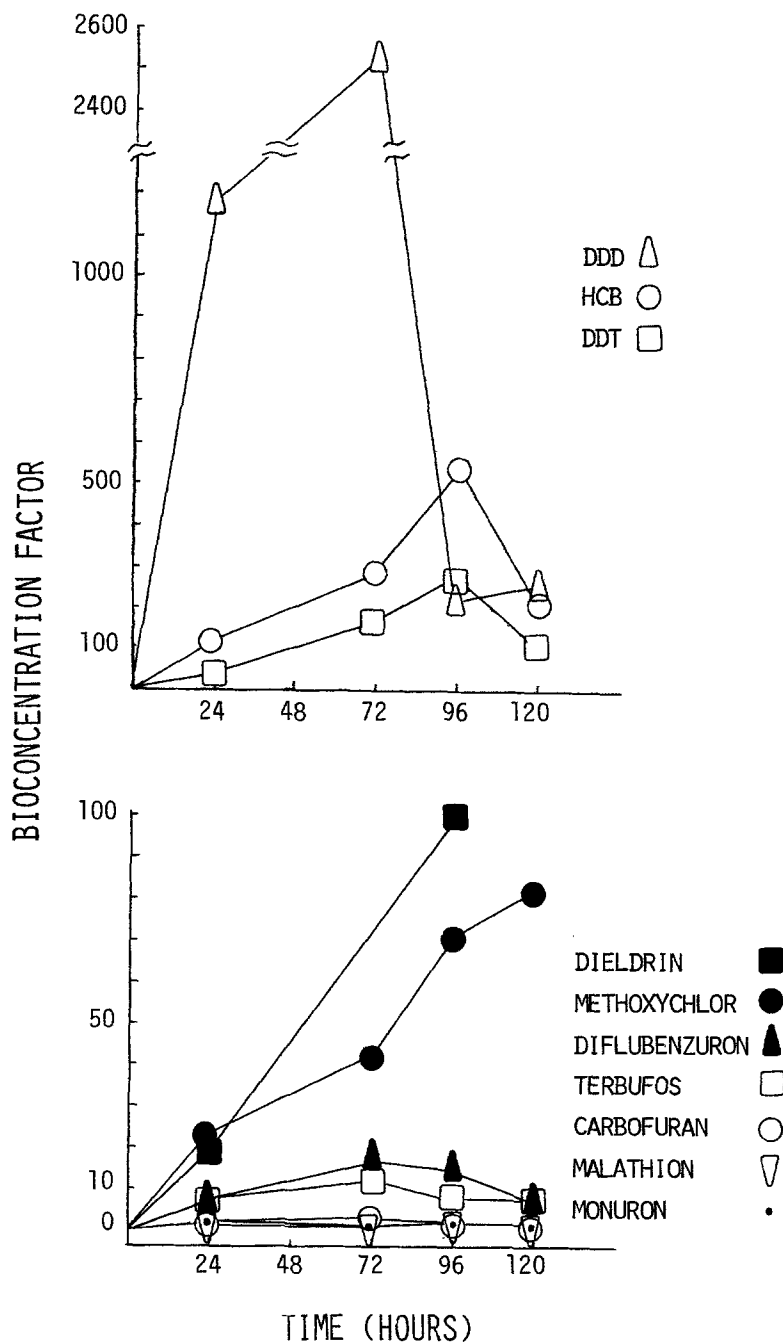 2600
2400
1000
500
100
24 48 72 96 120
DDD
HCB
DDT
BIOCONCENTRATION FACTOR
100
50
10
0
24 48 72 96 120
DIELDRIN
METHOXYCHLOR
DIFLUBENZURON
TERBUFOS
CARBOFURAN
MALATHION
MONURON
TIME (HOURS)